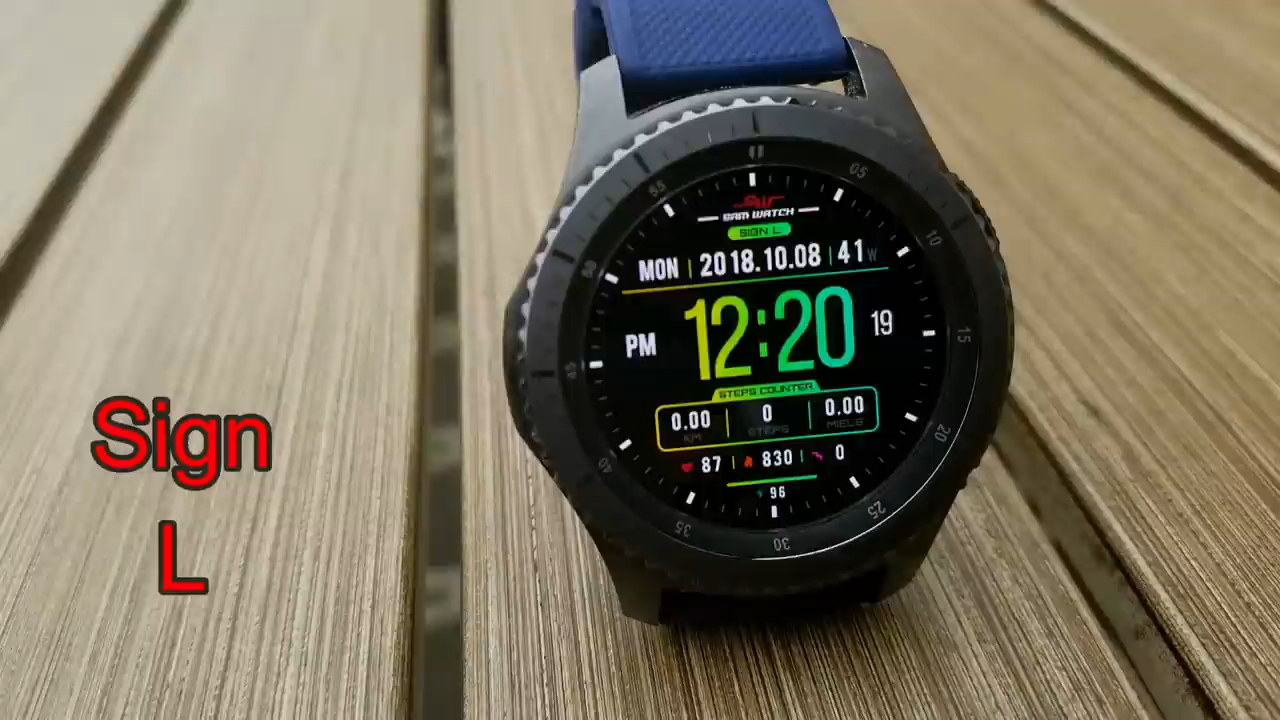 SAM WATCH
SIGN L
MON 2018.10.08 41 W
12:20
PM 19
STEPS COUNTER
0.00 0 0.00
KM STEPS MIELS
87 830 0
96
05
10
15
20
25
30
35
40
45
50
55
Sign
L